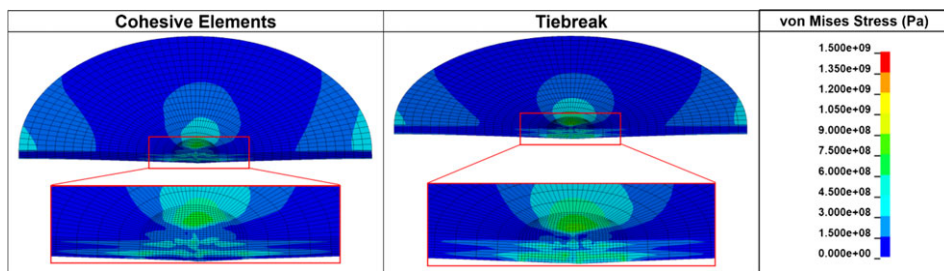 Cohesive Elements
Tiebreak
von Mises Stress (Pa)
1.500e+09
1.350e+09
1.200e+09
1.050e+09
9.000e+08
7.500e+08
6.000e+08
4.500e+08
3.000e+08
1.500e+08
0.000e+00